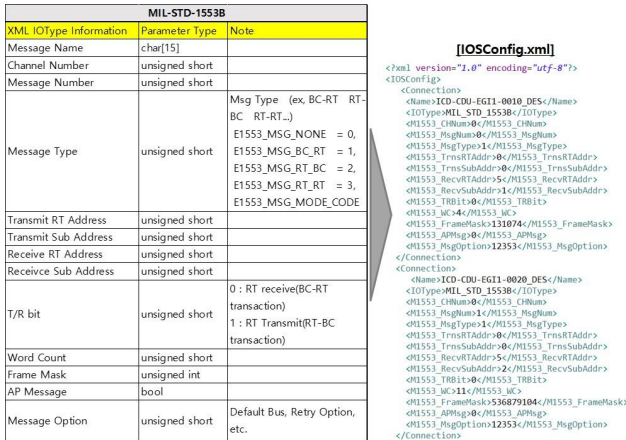 MIL-STD-1553B
XML IOType Information Parameter Type Note
Message Name char[15]
Channel Number unsigned short
Message Number unsigned short
Message Type unsigned short
Msg Type (ex, BC-RT RT-
BC RT-RT...)
E1553_MSG_NONE = 0,
E1553_MSG_BC_RT = 1,
E1553_MSG_RT_BC = 2,
E1553_MSG_RT_RT = 3,
E1553_MSG_MODE_CODE
Transmit RT Address unsigned short
Transmit Sub Address unsigned short
Receive RT Address unsigned short
Receivce Sub Address unsigned short
T/R bit unsigned short
0 : RT receive(BC-RT
transaction)
1 : RT Transmit(RT-BC
transaction)
Word Count unsigned short
Frame Mask unsigned int
AP Message bool
Message Option unsigned short
Default Bus, Retry Option,
etc.
[IOSConfig.xml]
<?xml version="1.0" encoding="utf-8"?>
<IOSConfig>
<Connection>
<Name>ICD-CDU-EGI1-0010_DES</Name>
<IOType>MIL_STD_1553B</IOType>
<M1553_CHNum>0</M1553_CHNum>
<M1553_MsgNum>0</M1553_MsgNum>
<M1553_MsgType>1</M1553_MsgType>
<M1553_TrnsRTAddr>0</M1553_TrnsRTAddr>
<M1553_TrnsSubAddr>0</M1553_TrnsSubAddr>
<M1553_RecvRTAddr>5</M1553_RecvRTAddr>
<M1553_RecvSubAddr>1</M1553_RecvSubAddr>
<M1553_TRBit>0</M1553_TRBit>
<M1553_WC>4</M1553_WC>
<M1553_FrameMask>131074</M1553_FrameMask>
<M1553_APMsg>0</M1553_APMsg>
<M1553_MsgOption>12353</M1553_MsgOption>
</Connection>
<Connection>
<Name>ICD-CDU-EGI1-0020_DES</Name>
<IOType>MIL_STD_1553B</IOType>
<M1553_CHNum>0</M1553_CHNum>
<M1553_MsgNum>1</M1553_MsgNum>
<M1553_MsgType>1</M1553_MsgType>
<M1553_TrnsRTAddr>0</M1553_TrnsRTAddr>
<M1553_TrnsSubAddr>0</M1553_TrnsSubAddr>
<M1553_RecvRTAddr>5</M1553_RecvRTAddr>
<M1553_RecvSubAddr>2</M1553_RecvSubAddr>
<M1553_TRBit>0</M1553_TRBit>
<M1553_WC>11</M1553_WC>
<M1553_FrameMask>536879104</M1553_FrameMask>
<M1553_APMsg>0</M1553_APMsg>
<M1553_MsgOption>12353</M1553_MsgOption>
</Connection>